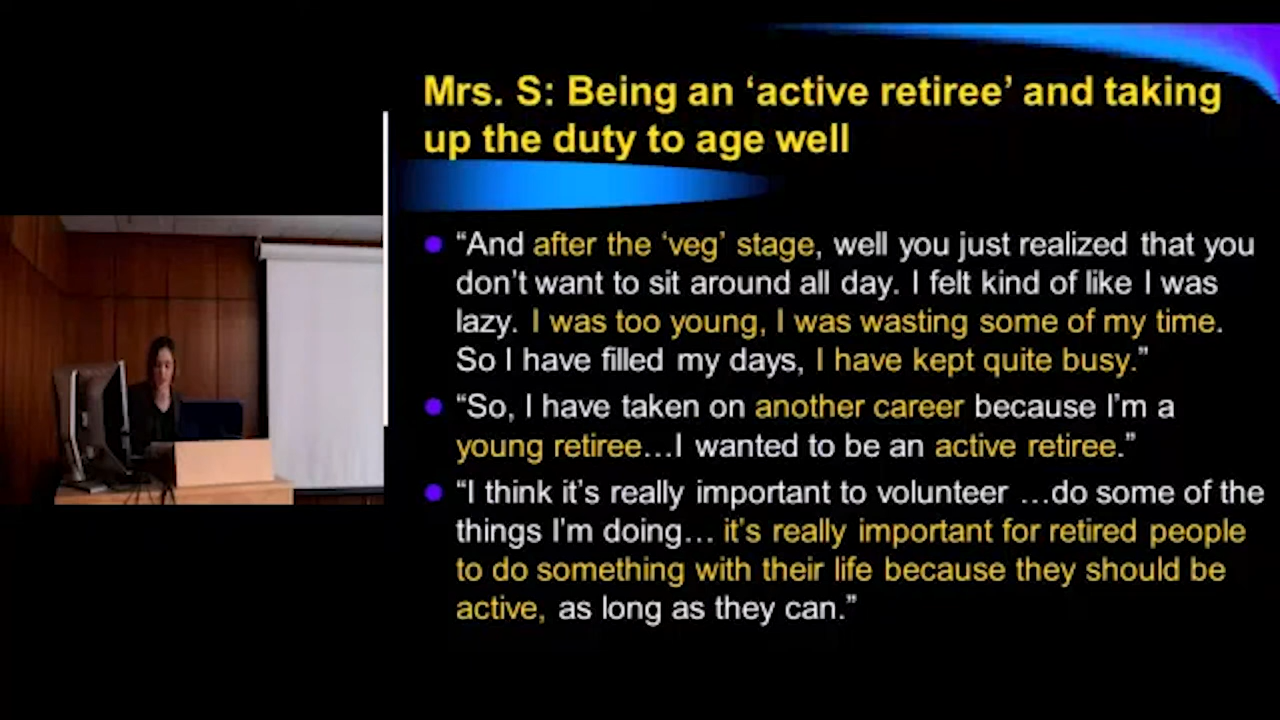 Mrs. S: Being an ‘active retiree’ and taking
up the duty to age well
“And after the ‘veg’ stage, well you just realized that you
don’t want to sit around all day. I felt kind of like I was
lazy. I was too young, I was wasting some of my time.
So I have filled my days, I have kept quite busy.”
“So, I have taken on another career because I’m a
young retiree…I wanted to be an active retiree.”
“I think it’s really important to volunteer …do some of the
things I’m doing… it’s really important for retired people
to do something with their life because they should be
active, as long as they can.”